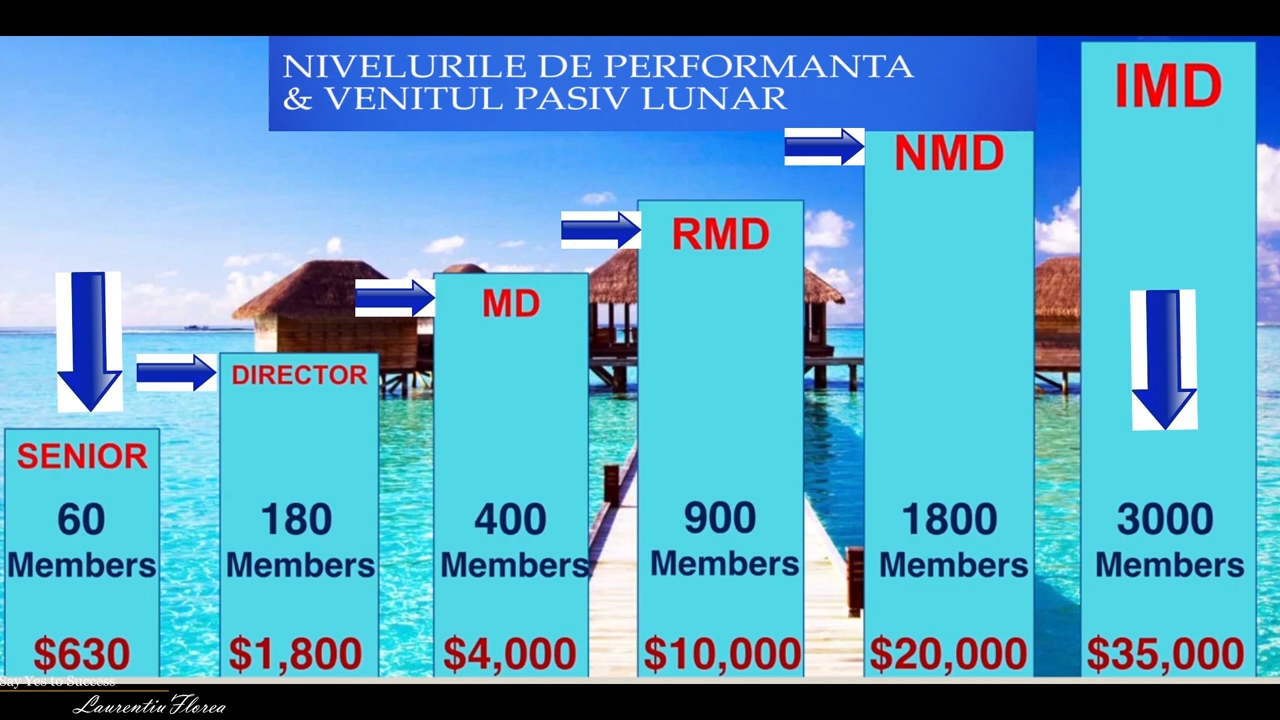 NIVELURILE DE PERFORMANTA
& VENITUL PASIV LUNAR
SENIOR
60
Members
$630
DIRECTOR
180
Members
$1,800
MD
400
Members
$4,000
RMD
900
Members
$10,000
NMD
1800
Members
$20,000
IMD
3000
Members
$35,000
Say Yes to Success
Laurentiu Florea